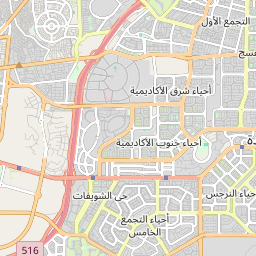 التجمع الأول
أحياء شرق الأكاديمية
أحياء جنوب الأكاديمية
أحياء النرجس
حي الشويفات
أحياء التجمع
الخامس
516